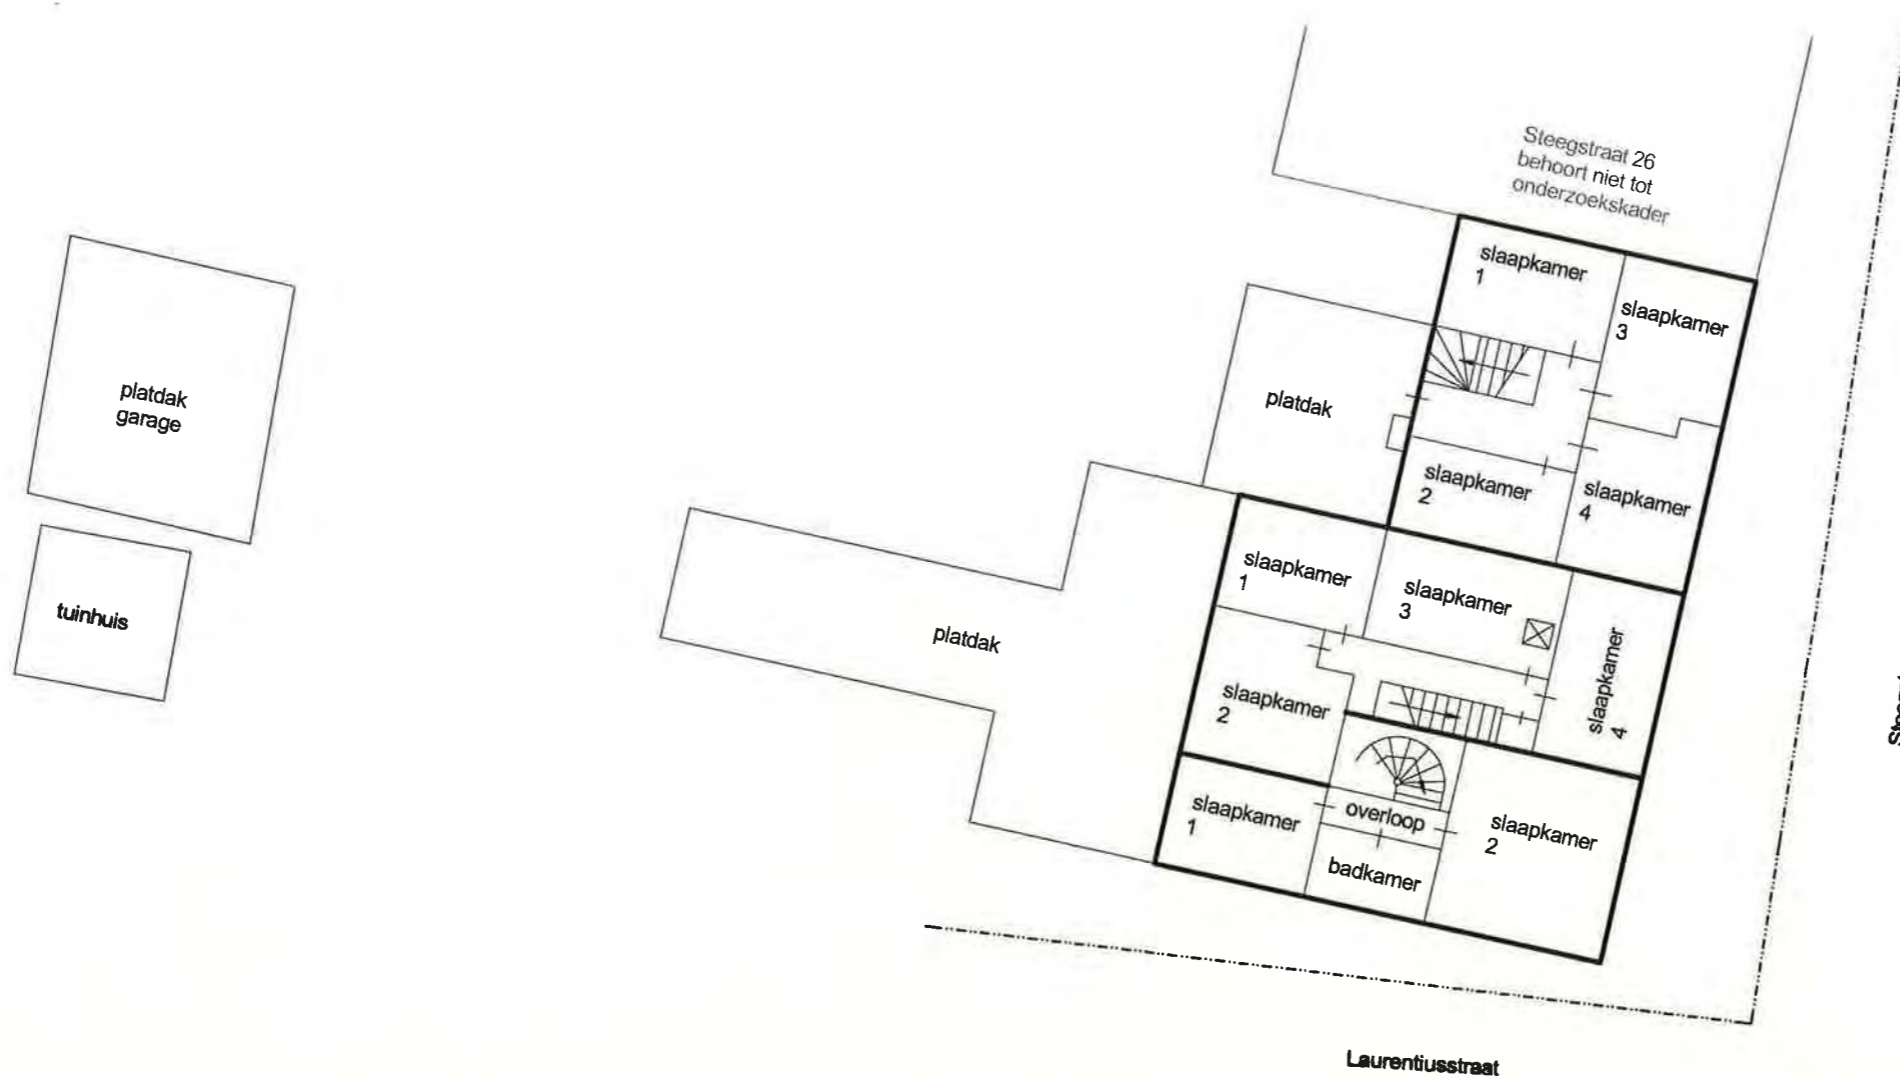 Steegstraat 26
behoort niet tot
onderzoekskader
slaapkamer
1
slaapkamer
3
platdak
garage
platdak
slaapkamer
2
slaapkamer
4
tuinhuis
slaapkamer
1
slaapkamer
3
platdak
slaapkamer
4
slaapkamer
2
slaapkamer
1
overloop
slaapkamer
2
badkamer
Laurentiusstraat